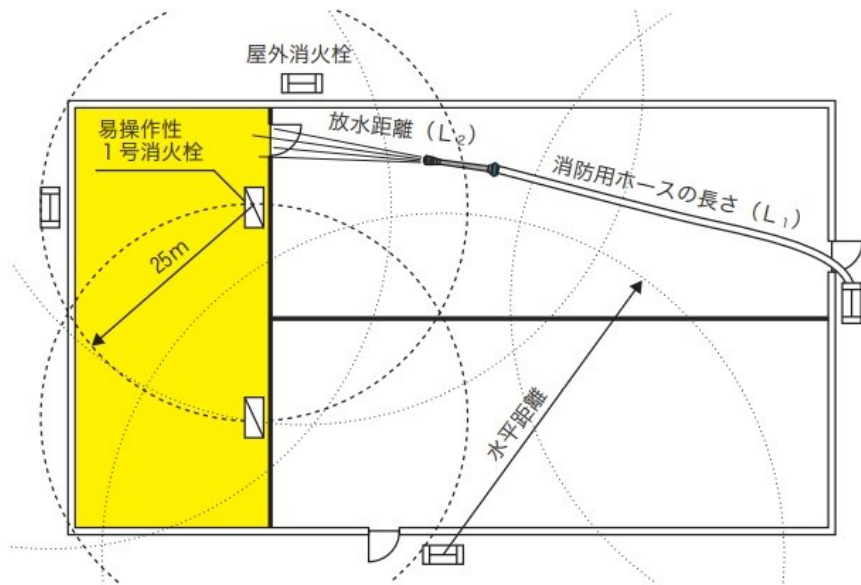 屋外消火栓
易操作性
1号消火栓
放水距離（L₂）
消防用ホースの長さ（L₁）
25m
水平距離